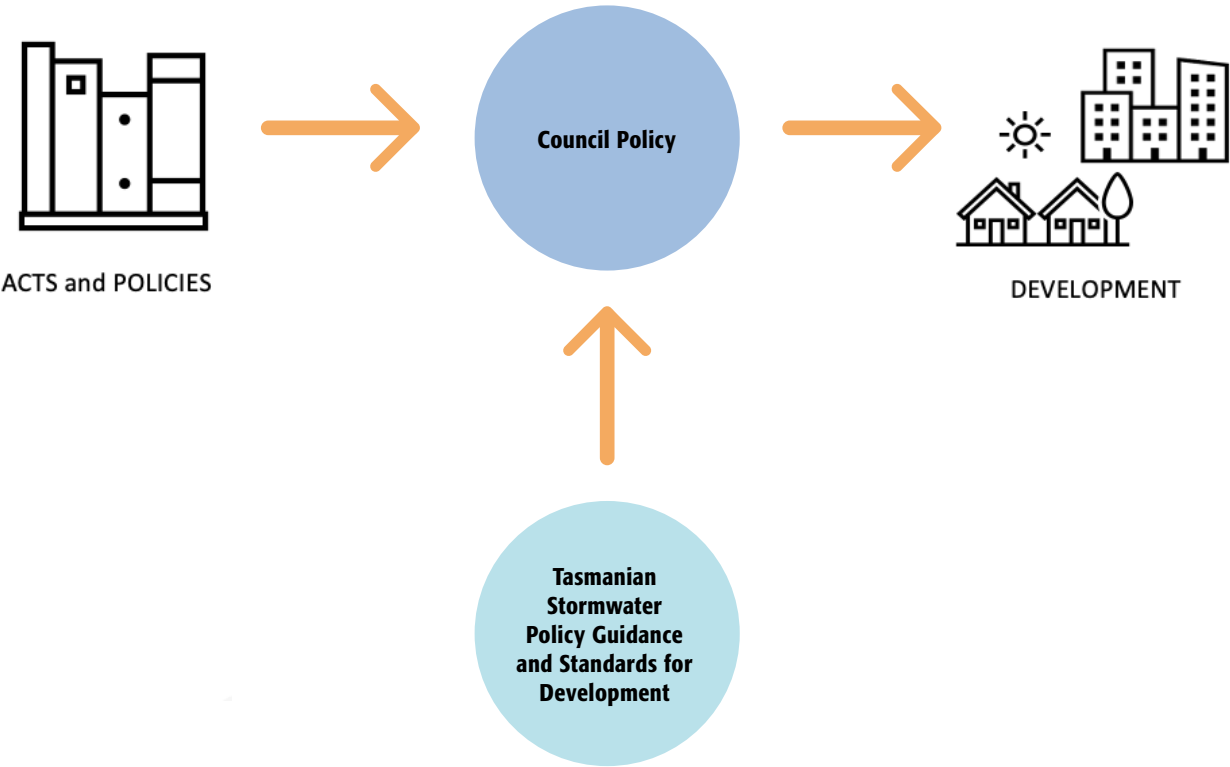 Council Policy
ACTS and POLICIES
DEVELOPMENT
Tasmanian
Stormwater
Policy Guidance
and Standards for
Development